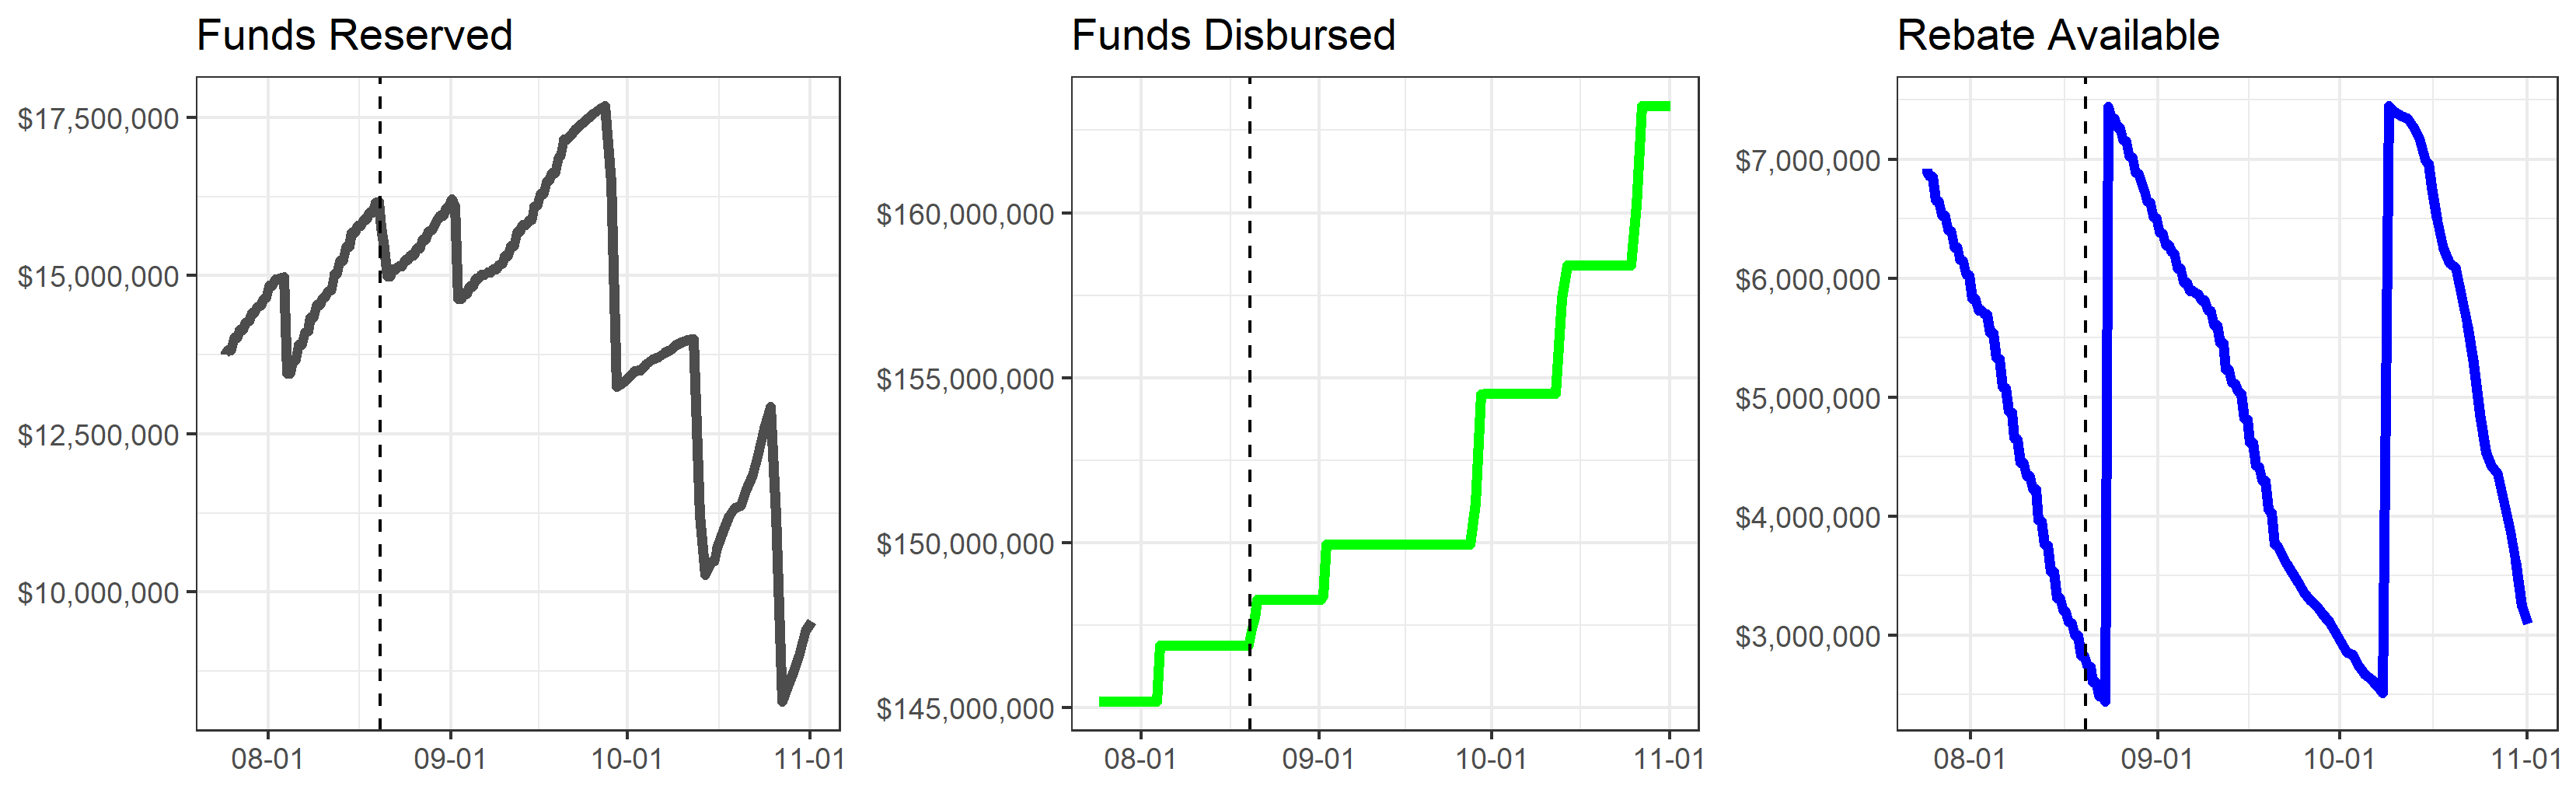 Funds Reserved
$17,500,000
$15,000,000
$12,500,000
$10,000,000
08-01 09-01 10-01 11-01
Funds Disbursed
$160,000,000
$155,000,000
$150,000,000
$145,000,000
08-01 09-01 10-01 11-01
Rebate Available
$7,000,000
$6,000,000
$5,000,000
$4,000,000
$3,000,000
08-01 09-01 10-01 11-01